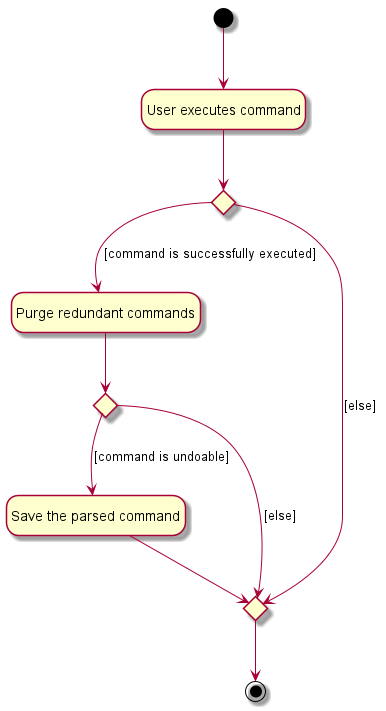 User executes command
[command is successfully executed]
Purge redundant commands
[else]
[command is undoable]
Save the parsed command
[else]